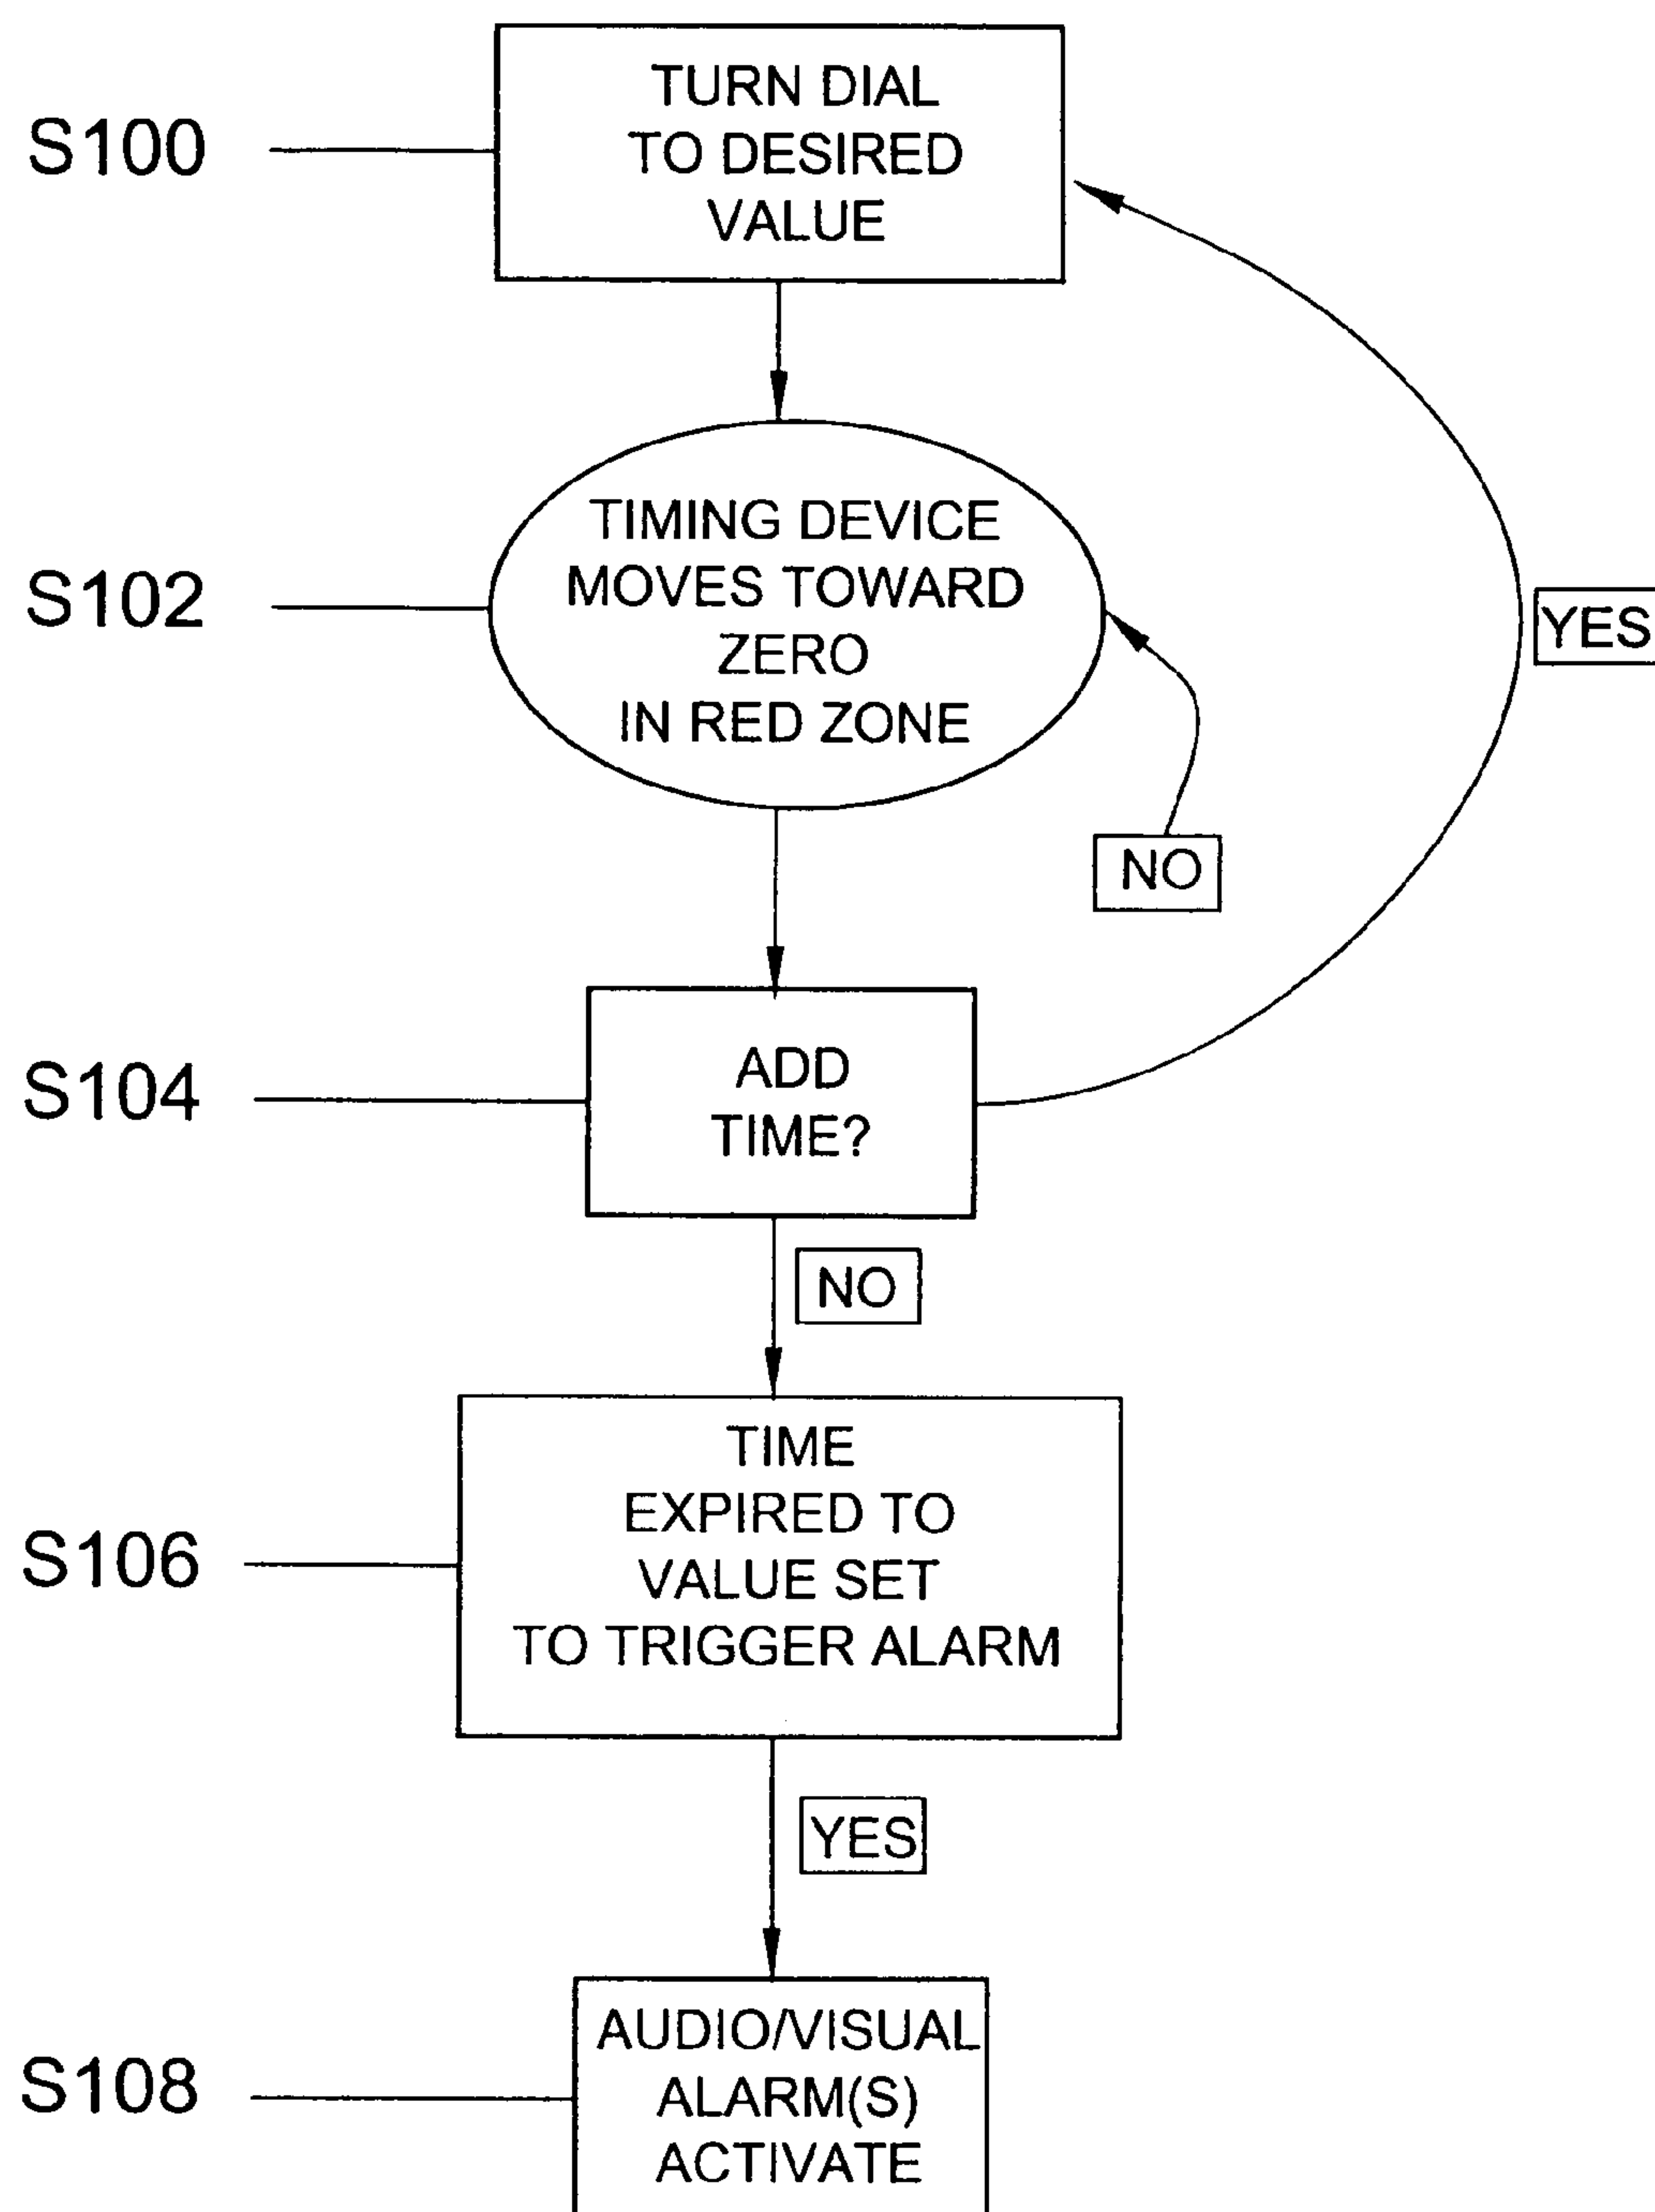 S100
TURN DIAL
TO DESIRED
VALUE
S102
TIMING DEVICE
MOVES TOWARD
ZERO
IN RED ZONE
YES
NO
S104
ADD
TIME?
NO
S106
TIME
EXPIRED TO
VALUE SET
TO TRIGGER ALARM
YES
S108
AUDIO/VISUAL
ALARM(S)
ACTIVATE